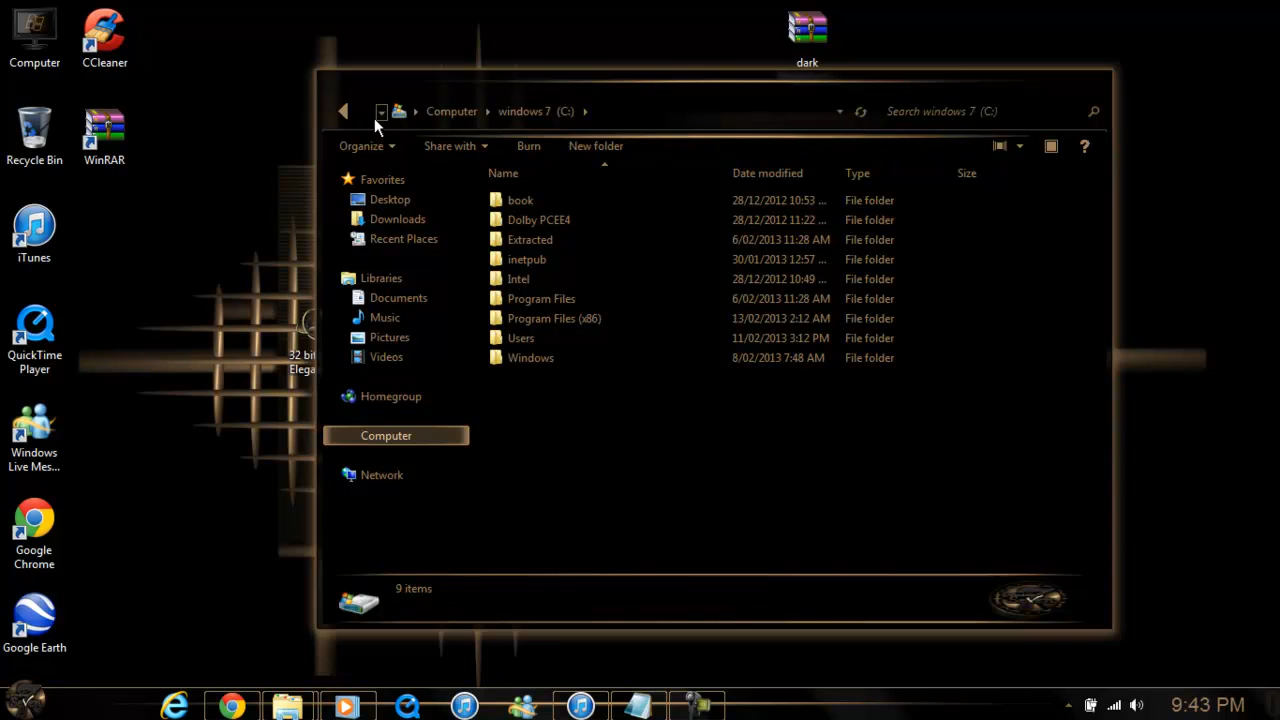 Computer
CCleaner
Recycle Bin
WinRAR
iTunes
QuickTime
Player
Windows
Live Mes...
Google
Chrome
Google Earth
dark
32 bi
Elega
Computer
windows 7 (C:)
Search windows 7 (C:)
Organize
Share with
Burn
New folder
?
Name
Date modified
Type
Size
Favorites
Desktop
Downloads
Recent Places
Libraries
Documents
Music
Pictures
Videos
Homegroup
Computer
Network
book 28/12/2012 10:53 ... File folder
Dolby PCEE4 28/12/2012 11:22 ... File folder
Extracted 6/02/2013 11:28 AM File folder
inetpub 30/01/2013 12:57 ... File folder
Intel 28/12/2012 10:49 ... File folder
Program Files 6/02/2013 11:28 AM File folder
Program Files (x86) 13/02/2013 2:12 AM File folder
Users 11/02/2013 3:12 PM File folder
Windows 8/02/2013 7:48 AM File folder
9 items
9:43 PM